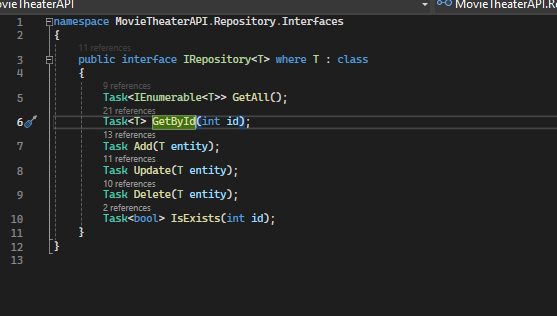 ovieTheaterAPI
MovieTheaterAPI.Re
1 namespace MovieTheaterAPI.Repository.Interfaces
2 {
11 references
3 public interface IRepository<T> where T : class
4 {
9 references
5 Task<IEnumerable<T>> GetAll();
21 references
6 Task<T> GetById(int id);
13 references
7 Task Add(T entity);
11 references
8 Task Update(T entity);
10 references
9 Task Delete(T entity);
2 references
10 Task<bool> IsExists(int id);
11 }
12 }
13